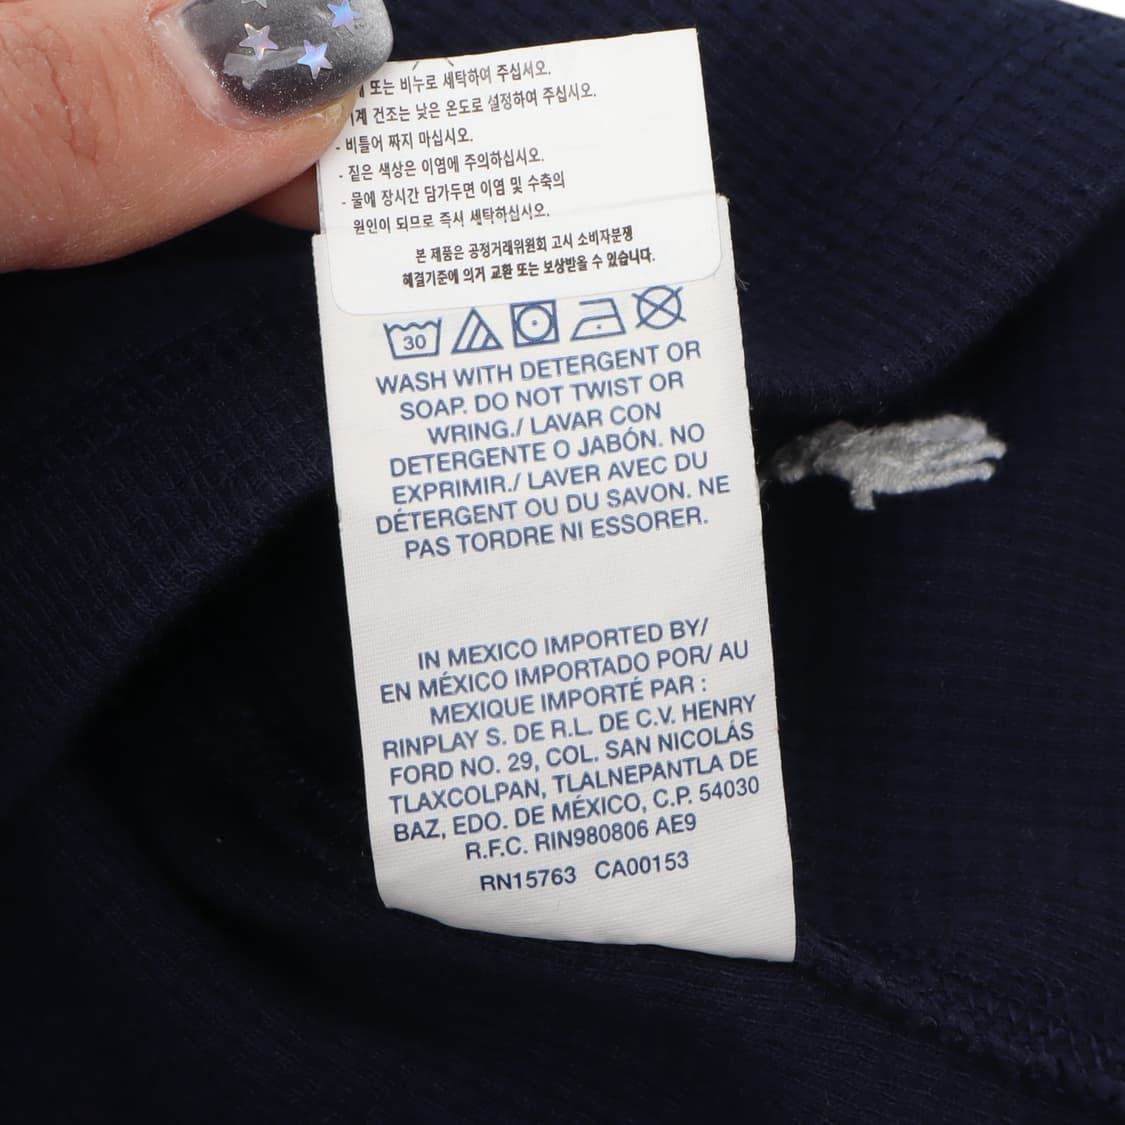 또는 비누로 세탁하여 주십시오.
건조는 낮은 온도로 설정하여 주십시오.
- 비틀어 짜지 마십시오.
- 짙은 색상은 이염에 주의하십시오.
- 물에 장시간 담가두면 이염 및 수축의
원인이 되므로 즉시 세탁하십시오.
본 제품은 공정거래위원회 고시 소비자분쟁
해결기준에 의거 교환 또는 보상받을 수 있습니다.
30
WASH WITH DETERGENT OR
SOAP. DO NOT TWIST OR
WRING./ LAVAR CON
DETERGENTE O JABÓN. NO
EXPRIMIR./ LAVER AVEC DU
DÉTERGENT OU DU SAVON. NE
PAS TORDRE NI ESSORER.
IN MEXICO IMPORTED BY/
EN MÉXICO IMPORTADO POR/ AU
MEXIQUE IMPORTÉ PAR :
RINPLAY S. DE R.L. DE C.V. HENRY
FORD NO. 29, COL. SAN NICOLÁS
TLAXCOLPAN, TLALNEPANTLA DE
BAZ, EDO. DE MÉXICO, C.P. 54030
R.F.C. RIN980806 AE9
RN15763 CA00153